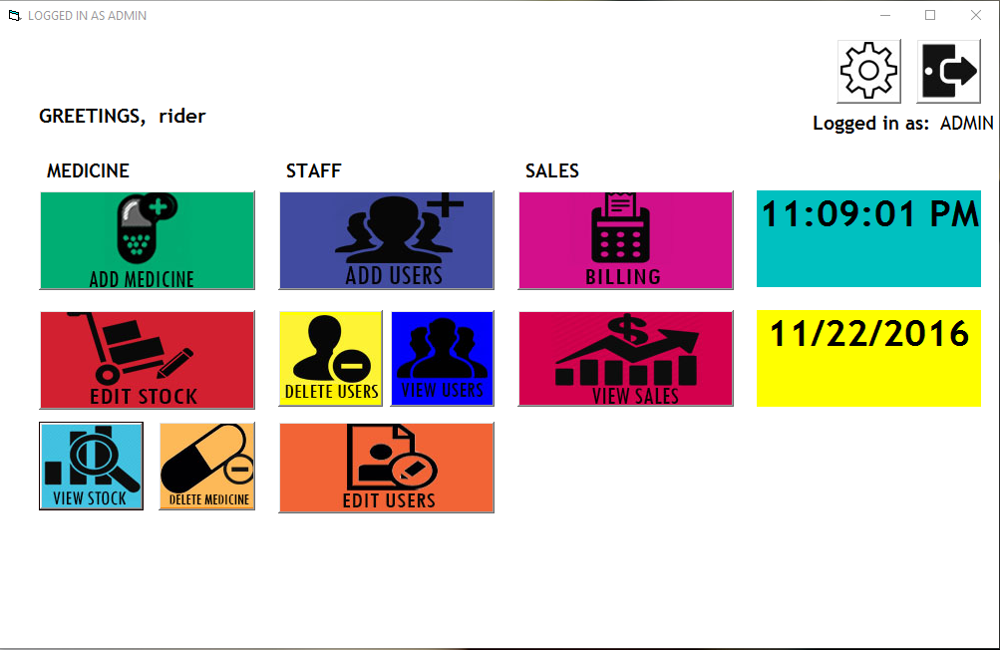 LOGGED IN AS ADMIN
GREETINGS, rider
Logged in as: ADMIN
MEDICINE
STAFF
SALES
ADD MEDICINE
ADD USERS
BILLING
11:09:01 PM
EDIT STOCK
DELETE USERS
VIEW USERS
VIEW SALES
11/22/2016
VIEW STOCK
DELETE MEDICINE
EDIT USERS